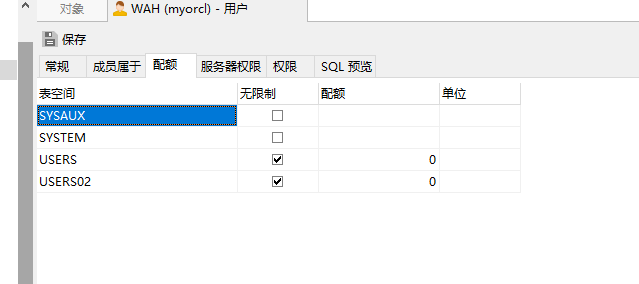 对象 WAH (myorcl) - 用户
保存
常规 成员属于 配额 服务器权限 权限 SQL 预览
表空间 无限制 配额 单位
SYSAUX
SYSTEM
USERS 0
USERS02 0